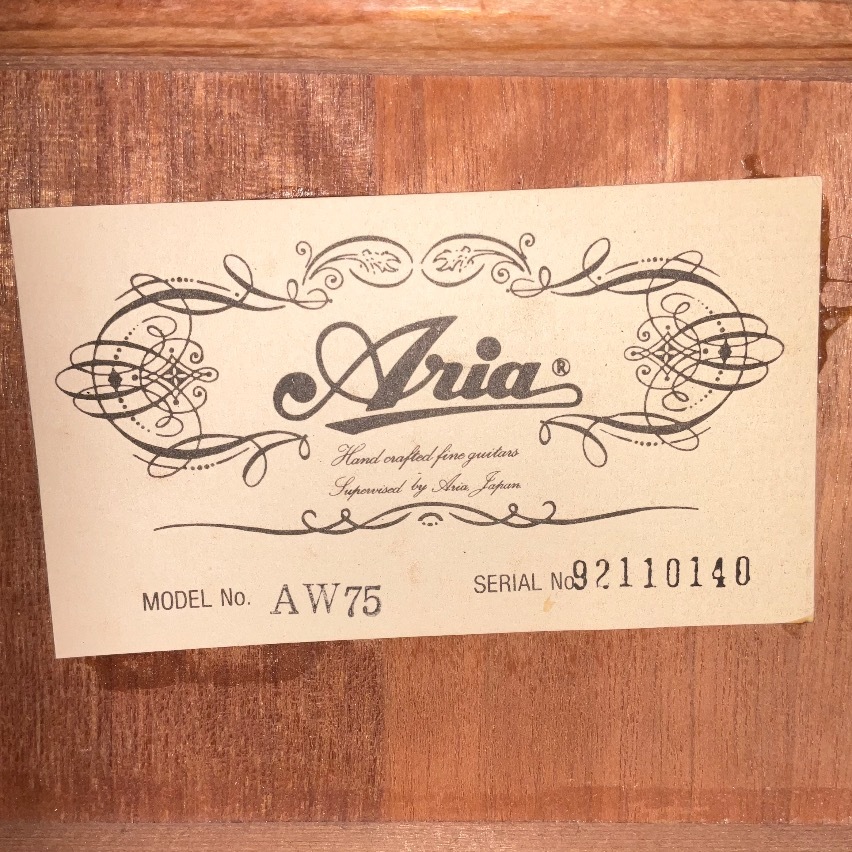 Aria®
Hand crafted fine guitars
Supervised by Aria, Japan
MODEL No. AW75
SERIAL No 92110140